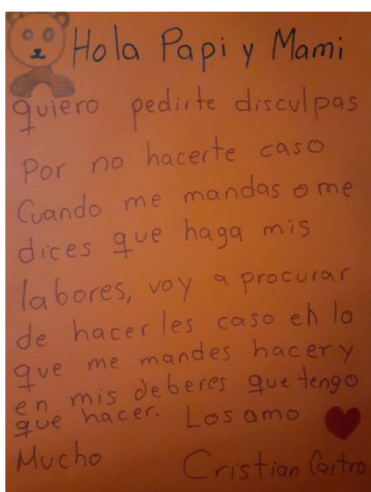 Hola Papi y Mami
quiero pedirte disculpas
Por no hacerte caso
Cuando me mandas o me
dices que haga mis
labores, voy a procurar
de hacerles caso en lo
que me mandes hacer y
en mis deberes que tengo
que hacer. Los amo
Mucho Cristian Castro